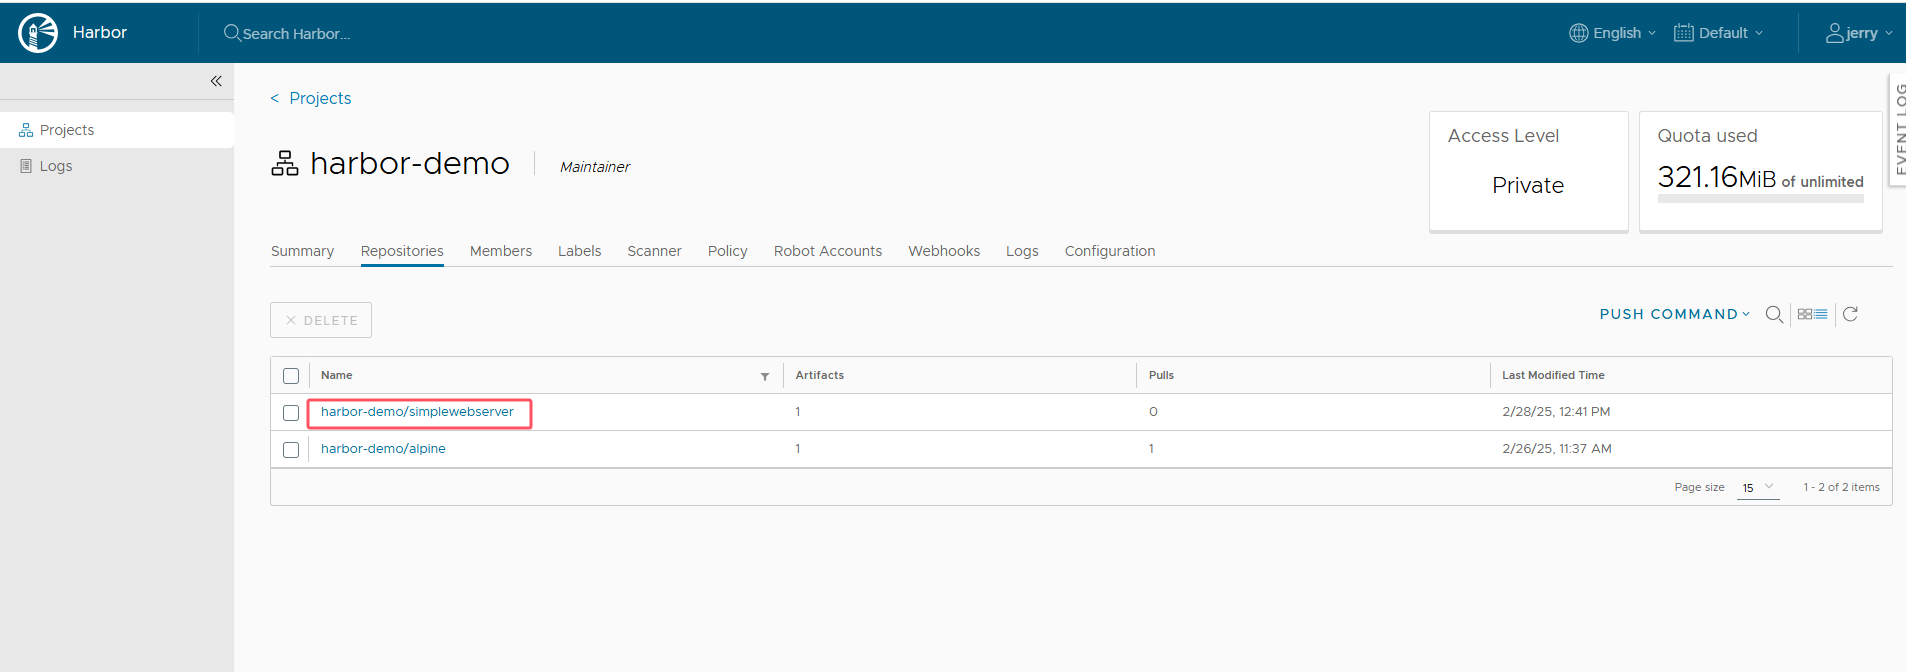 Harbor
Search Harbor...
English
Default
jerry
EVENT LOG
Projects
Logs
< Projects
harbor-demo
Maintainer
Access Level
Private
Quota used
321.16MiB of unlimited
Summary Repositories Members Labels Scanner Policy Robot Accounts Webhooks Logs Configuration
DELETE
PUSH COMMAND
Name Artifacts Pulls Last Modified Time
harbor-demo/simplewebserver 1 0 2/28/25, 12:41 PM
harbor-demo/alpine 1 1 2/26/25, 11:37 AM
Page size 15 1 - 2 of 2 items